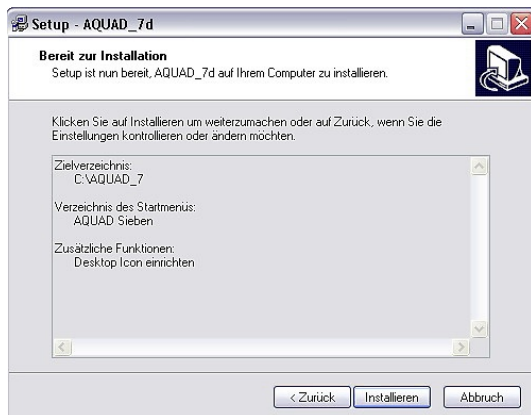 Setup - AQUAD_7d
Bereit zur Installation
Setup ist nun bereit, AQUAD_7d auf Ihrem Computer zu installieren.
Klicken Sie auf Installieren um weiterzumachen oder auf Zurück, wenn Sie die
Einstellungen kontrollieren oder ändern möchten.
Zielverzeichnis:
C:\AQUAD_7
Verzeichnis des Startmenüs:
AQUAD Sieben
Zusätzliche Funktionen:
Desktop Icon einrichten
< Zurück
Installieren
Abbruch